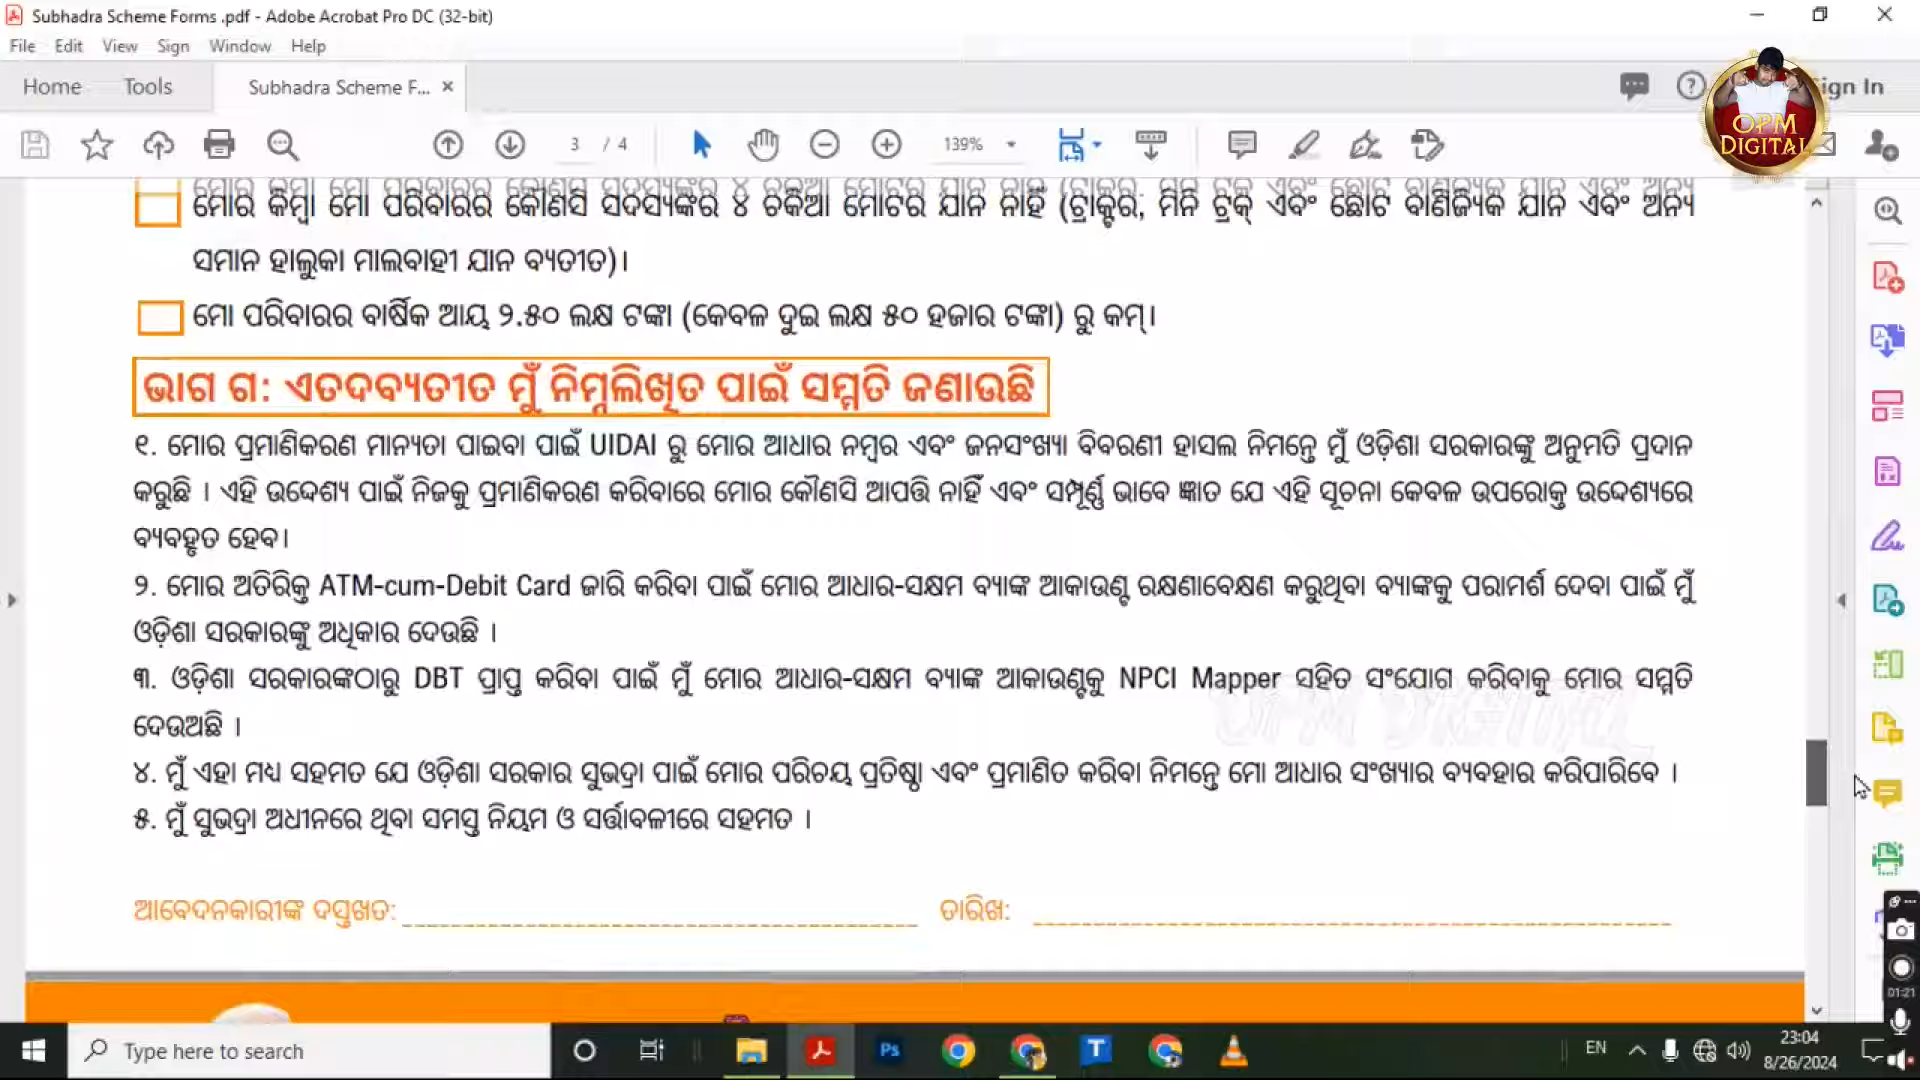 Subhadra Scheme Forms .pdf - Adobe Acrobat Pro DC (32-bit)
File Edit View Sign Window Help
Home Tools Subhadra Scheme F... × ? Sign In
OPM
DIGITAL
3 / 4 139%
ମୋର କିମ୍ବା ମୋ ପରିବାରର କୌଣସି ସଦସ୍ୟଙ୍କର ୪ ଚକିଆ ମୋଟର ଯାନ ନାହିଁ (ଟ୍ରାକ୍ଟର, ମିନି ଟ୍ରକ୍ ଏବଂ ଛୋଟ ବାଣିଜ୍ୟିକ ଯାନ ଏବଂ ଅନ୍ୟ
ସମାନ ହାଲୁକା ମାଲବାହୀ ଯାନ ବ୍ୟତୀତ)।
ମୋ ପରିବାରର ବାର୍ଷିକ ଆୟ ୨.୫୦ ଲକ୍ଷ ଟଙ୍କା (କେବଳ ଦୁଇ ଲକ୍ଷ ୫୦ ହଜାର ଟଙ୍କା) ରୁ କମ୍।
ଭାଗ ଗ: ଏତଦବ୍ୟତୀତ ମୁଁ ନିମ୍ନଲିଖିତ ପାଇଁ ସମ୍ମତି ଜଣାଉଛି
୧. ମୋର ପ୍ରମାଣିକରଣ ମାନ୍ୟତା ପାଇବା ପାଇଁ UIDAI ରୁ ମୋର ଆଧାର ନମ୍ବର ଏବଂ ଜନସଂଖ୍ୟା ବିବରଣୀ ହାସଲ ନିମନ୍ତେ ମୁଁ ଓଡ଼ିଶା ସରକାରଙ୍କୁ ଅନୁମତି ପ୍ରଦାନ
କରୁଛି । ଏହି ଉଦ୍ଦେଶ୍ୟ ପାଇଁ ନିଜକୁ ପ୍ରମାଣିକରଣ କରିବାରେ ମୋର କୌଣସି ଆପତ୍ତି ନାହିଁ ଏବଂ ସମ୍ପୂର୍ଣ୍ଣ ଭାବେ ଜ୍ଞାତ ଯେ ଏହି ସୂଚନା କେବଳ ଉପରୋକ୍ତ ଉଦ୍ଦେଶ୍ୟରେ
ବ୍ୟବହୃତ ହେବ।
୨. ମୋର ଅତିରିକ୍ତ ATM-cum-Debit Card ଜାରି କରିବା ପାଇଁ ମୋର ଆଧାର-ସକ୍ଷମ ବ୍ୟାଙ୍କ ଆକାଉଣ୍ଟ ରକ୍ଷଣାବେକ୍ଷଣ କରୁଥିବା ବ୍ୟାଙ୍କକୁ ପରାମର୍ଶ ଦେବା ପାଇଁ ମୁଁ
ଓଡ଼ିଶା ସରକାରଙ୍କୁ ଅଧିକାର ଦେଉଛି ।
୩. ଓଡ଼ିଶା ସରକାରଙ୍କଠାରୁ DBT ପ୍ରାପ୍ତ କରିବା ପାଇଁ ମୁଁ ମୋର ଆଧାର-ସକ୍ଷମ ବ୍ୟାଙ୍କ ଆକାଉଣ୍ଟକୁ NPCI Mapper ସହିତ ସଂଯୋଗ କରିବାକୁ ମୋର ସମ୍ମତି
ଦେଉଅଛି ।
OPM DIGITAL
୪. ମୁଁ ଏହା ମଧ୍ୟ ସହମତ ଯେ ଓଡ଼ିଶା ସରକାର ସୁଭଦ୍ରା ପାଇଁ ମୋର ପରିଚୟ ପ୍ରତିଷ୍ଠା ଏବଂ ପ୍ରମାଣିତ କରିବା ନିମନ୍ତେ ମୋ ଆଧାର ସଂଖ୍ୟାର ବ୍ୟବହାର କରିପାରିବେ ।
୫. ମୁଁ ସୁଭଦ୍ରା ଅଧୀନରେ ଥିବା ସମସ୍ତ ନିୟମ ଓ ସର୍ତ୍ତାବଳୀରେ ସହମତ ।
ଆବେଦନକାରୀଙ୍କ ଦସ୍ତଖତ: ତାରିଖ:
01:21
Type here to search Ps T EN 23:04
8/26/2024